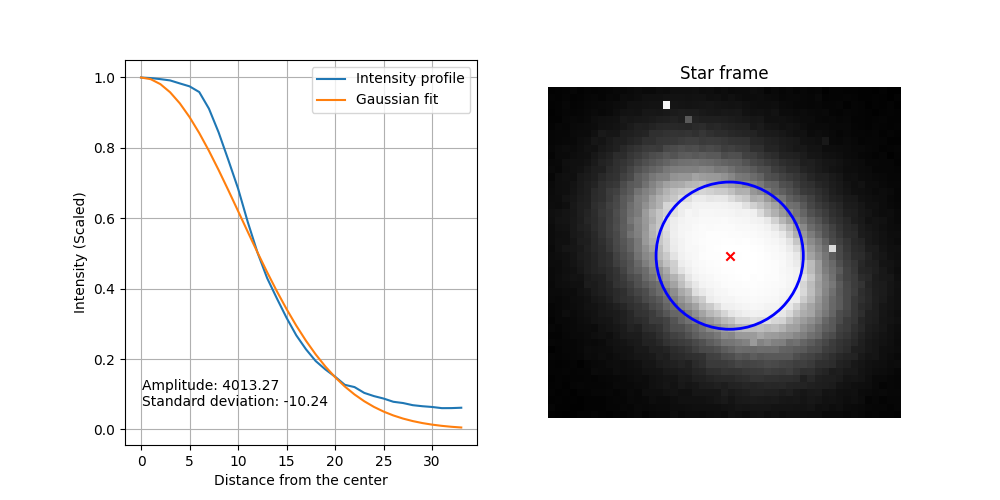 Star frame
Intensity profile
Gaussian fit
1.0
0.8
0.6
0.4
0.2
0.0
Intensity (Scaled)
Amplitude: 4013.27
Standard deviation: -10.24
0 5 10 15 20 25 30
Distance from the center